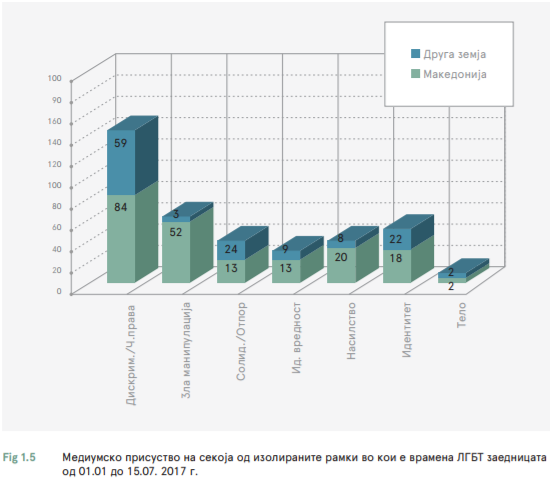 Друга земја
Македонија
100
90
120
100
80
60
40
20
0
59
84
3
52
24
13
9
13
8
20
22
18
2
2
Дискрим./Ч.права
Зла манипулација
Солид./Отпор
Ид. вредност
Насилство
Идентитет
Тело
Fig 1.5 Медиумско присуство на секоја од изолираните рамки во кои е врамена ЛГБТ заедницата
од 01.01 до 15.07. 2017 г.